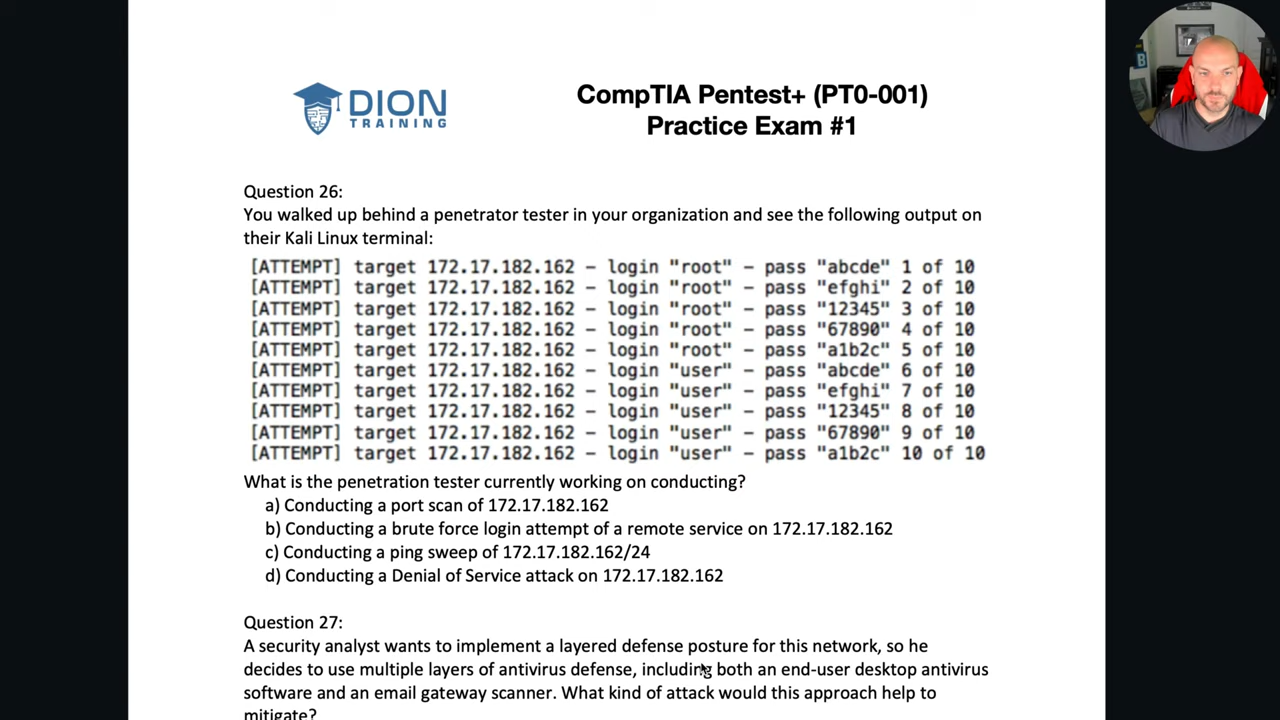 DION
TRAINING
CompTIA Pentest+ (PT0-001)
Practice Exam #1
Question 26:
You walked up behind a penetrator tester in your organization and see the following output on
their Kali Linux terminal:
[ATTEMPT] target 172.17.182.162 – login "root" – pass "abcde" 1 of 10
[ATTEMPT] target 172.17.182.162 – login "root" – pass "efghi" 2 of 10
[ATTEMPT] target 172.17.182.162 – login "root" – pass "12345" 3 of 10
[ATTEMPT] target 172.17.182.162 – login "root" – pass "67890" 4 of 10
[ATTEMPT] target 172.17.182.162 – login "root" – pass "a1b2c" 5 of 10
[ATTEMPT] target 172.17.182.162 – login "user" – pass "abcde" 6 of 10
[ATTEMPT] target 172.17.182.162 – login "user" – pass "efghi" 7 of 10
[ATTEMPT] target 172.17.182.162 – login "user" – pass "12345" 8 of 10
[ATTEMPT] target 172.17.182.162 – login "user" – pass "67890" 9 of 10
[ATTEMPT] target 172.17.182.162 – login "user" – pass "a1b2c" 10 of 10
What is the penetration tester currently working on conducting?
a) Conducting a port scan of 172.17.182.162
b) Conducting a brute force login attempt of a remote service on 172.17.182.162
c) Conducting a ping sweep of 172.17.182.162/24
d) Conducting a Denial of Service attack on 172.17.182.162
Question 27:
A security analyst wants to implement a layered defense posture for this network, so he
decides to use multiple layers of antivirus defense, including both an end-user desktop antivirus
software and an email gateway scanner. What kind of attack would this approach help to
mitigate?